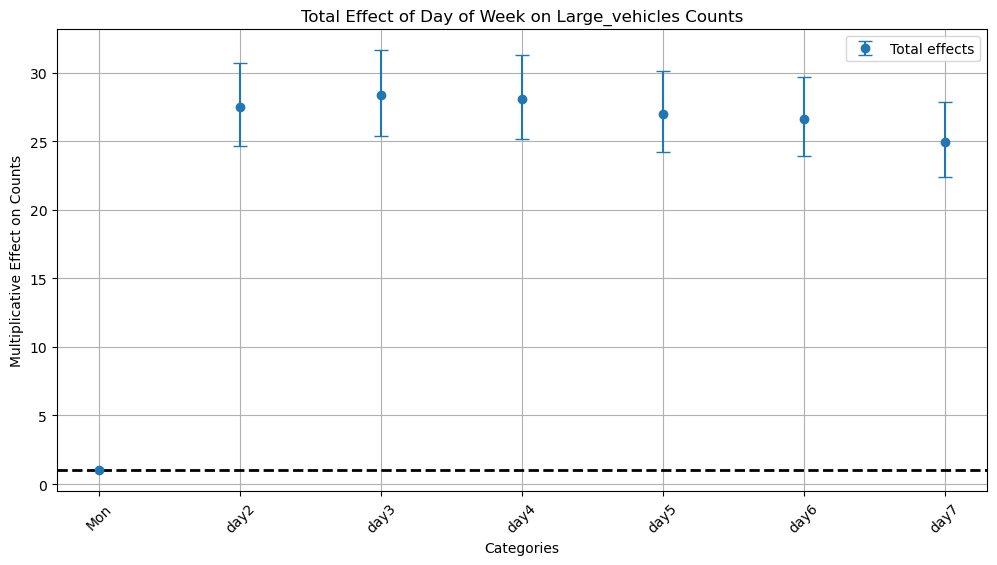 Total Effect of Day of Week on Large_vehicles Counts
Total effects
Multiplicative Effect on Counts
30
25
20
15
10
5
0
Mon
day2
day3
day4
day5
day6
day7
Categories